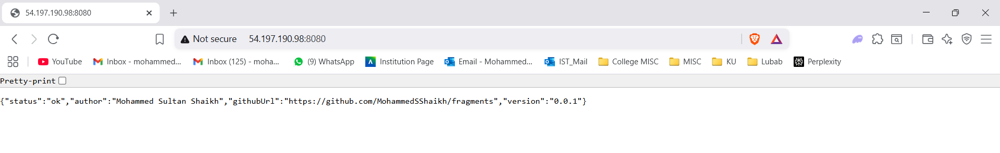 54.197.190.98:8080
Not secure 54.197.190.98:8080
YouTube Inbox - mohammed... Inbox (125) - moha... (9) WhatsApp Institution Page Email - Mohammed... IST_Mail College MISC MISC KU Lubab Perplexity
Pretty-print
{"status":"ok","author":"Mohammed Sultan Shaikh","githubUrl":"https://github.com/MohammedSShaikh/fragments","version":"0.0.1"}